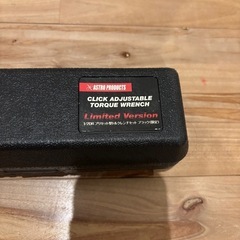 ASTRO PRODUCTS
CLICK ADJUSTABLE
TORQUE WRENCH
Limited Version